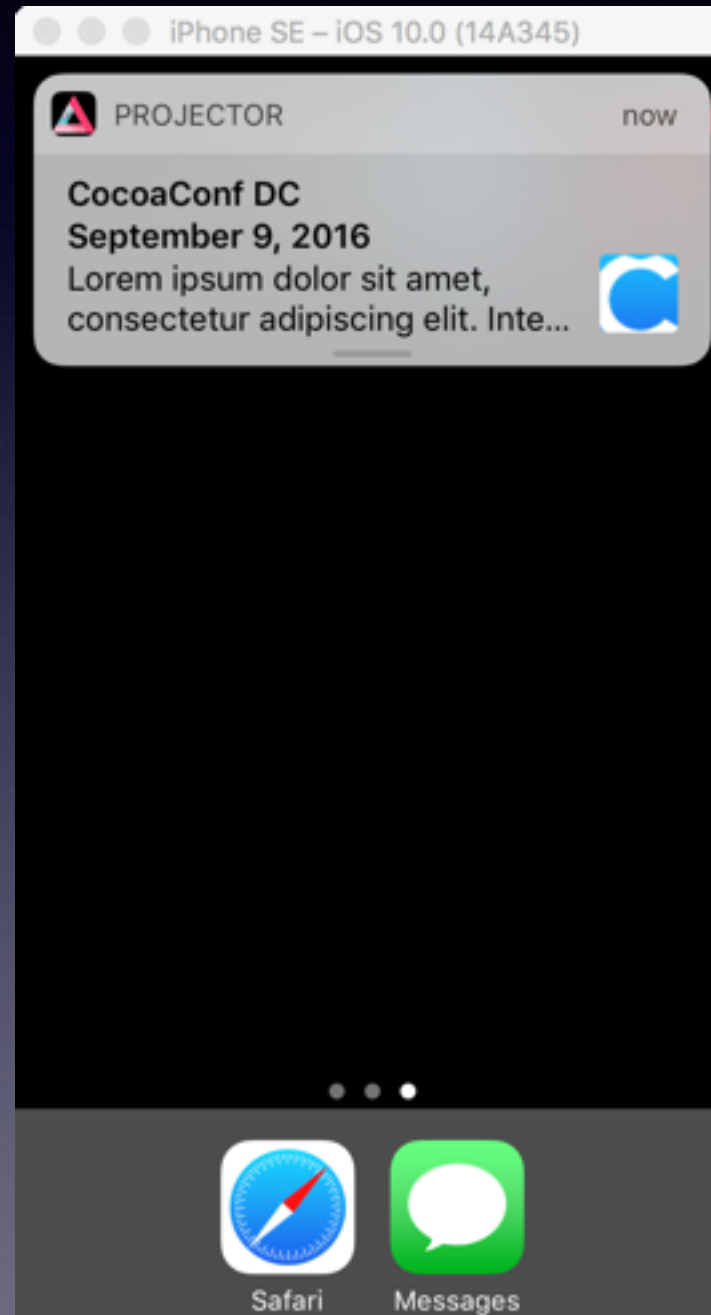 iPhone SE – iOS 10.0 (14A345)
PROJECTOR now
CocoaConf DC
September 9, 2016
Lorem ipsum dolor sit amet,
consectetur adipiscing elit. Inte...
Safari Messages